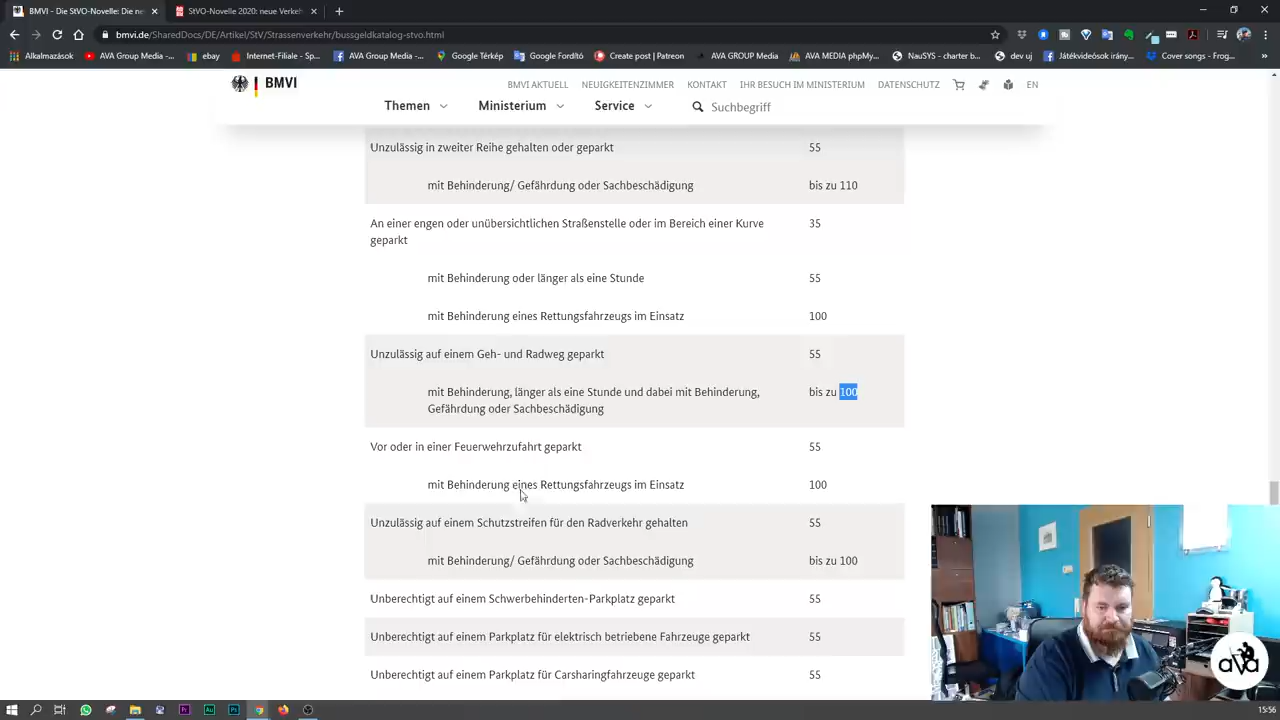 BMVI - Die StVO-Novelle: Die ne
StVO-Novelle 2020: neue Verkehr
bmvi.de/SharedDocs/DE/Artikel/StV/Strassenverkehr/bussgeldkatalog-stvo.html
Alkalmazások
AVA GROUP Media -...
ebay
Internet-Filiale - Sp...
AVA GROUP Media -...
Google Térkép
Google Fordító
Create post | Patreon
AVA GROUP Media
AVA MEDIA phpMy...
NauSYS - charter b...
dev uj
Játékvideósok irány...
Cover songs - Frog...
BMVI
BMVI AKTUELL
NEUIGKEITENZIMMER
KONTAKT
IHR BESUCH IM MINISTERIUM
DATENSCHUTZ
EN
Themen
Ministerium
Service
Suchbegriff
Unzulässig in zweiter Reihe gehalten oder geparkt 55
mit Behinderung/ Gefährdung oder Sachbeschädigung bis zu 110
An einer engen oder unübersichtlichen Straßenstelle oder im Bereich einer Kurve 35
geparkt
mit Behinderung oder länger als eine Stunde 55
mit Behinderung eines Rettungsfahrzeugs im Einsatz 100
Unzulässig auf einem Geh- und Radweg geparkt 55
mit Behinderung, länger als eine Stunde und dabei mit Behinderung, bis zu 100
Gefährdung oder Sachbeschädigung
Vor oder in einer Feuerwehrzufahrt geparkt 55
mit Behinderung eines Rettungsfahrzeugs im Einsatz 100
Unzulässig auf einem Schutzstreifen für den Radverkehr gehalten 55
mit Behinderung/ Gefährdung oder Sachbeschädigung bis zu 100
Unberechtigt auf einem Schwerbehinderten-Parkplatz geparkt 55
Unberechtigt auf einem Parkplatz für elektrisch betriebene Fahrzeuge geparkt 55
Unberechtigt auf einem Parkplatz für Carsharingfahrzeuge geparkt 55
ava
15:56